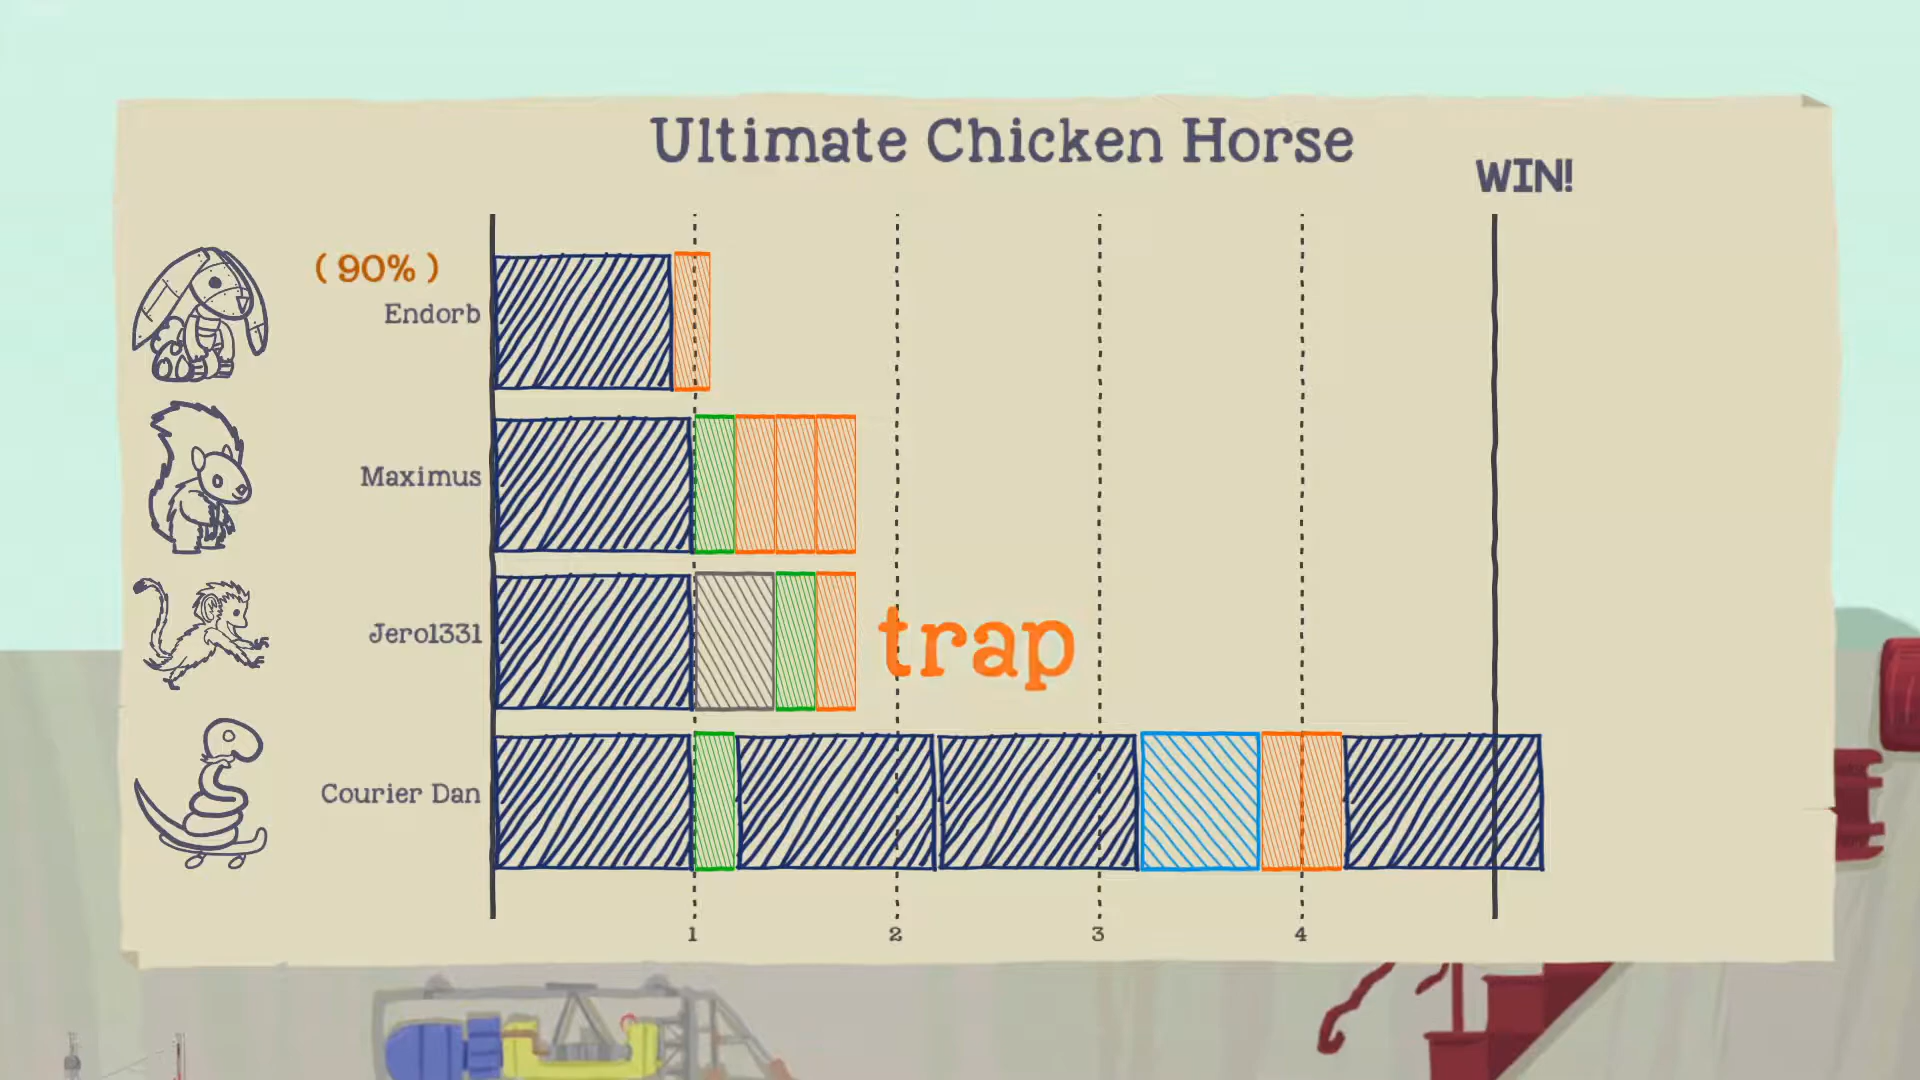 Ultimate Chicken Horse
WIN!
( 90% )
Endorb
Maximus
Jero1331
trap
Courier Dan
1 2 3 4